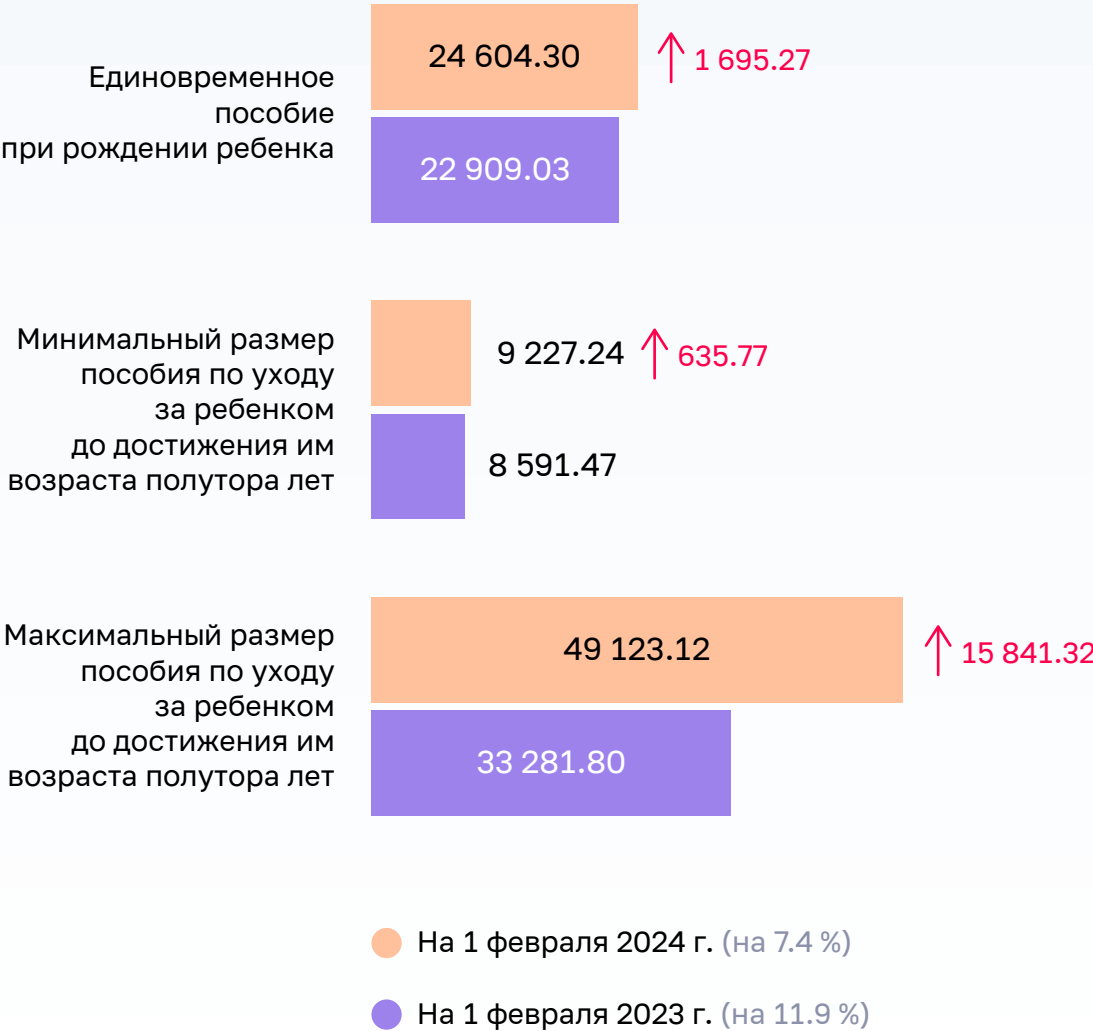 Единовременное
пособие
при рождении ребенка
24 604.30
1 695.27
22 909.03
Минимальный размер
пособия по уходу
за ребенком
до достижения им
возраста полутора лет
9 227.24
635.77
8 591.47
Максимальный размер
пособия по уходу
за ребенком
до достижения им
возраста полутора лет
49 123.12
15 841.32
33 281.80
На 1 февраля 2024 г. (на 7.4 %)
На 1 февраля 2023 г. (на 11.9 %)